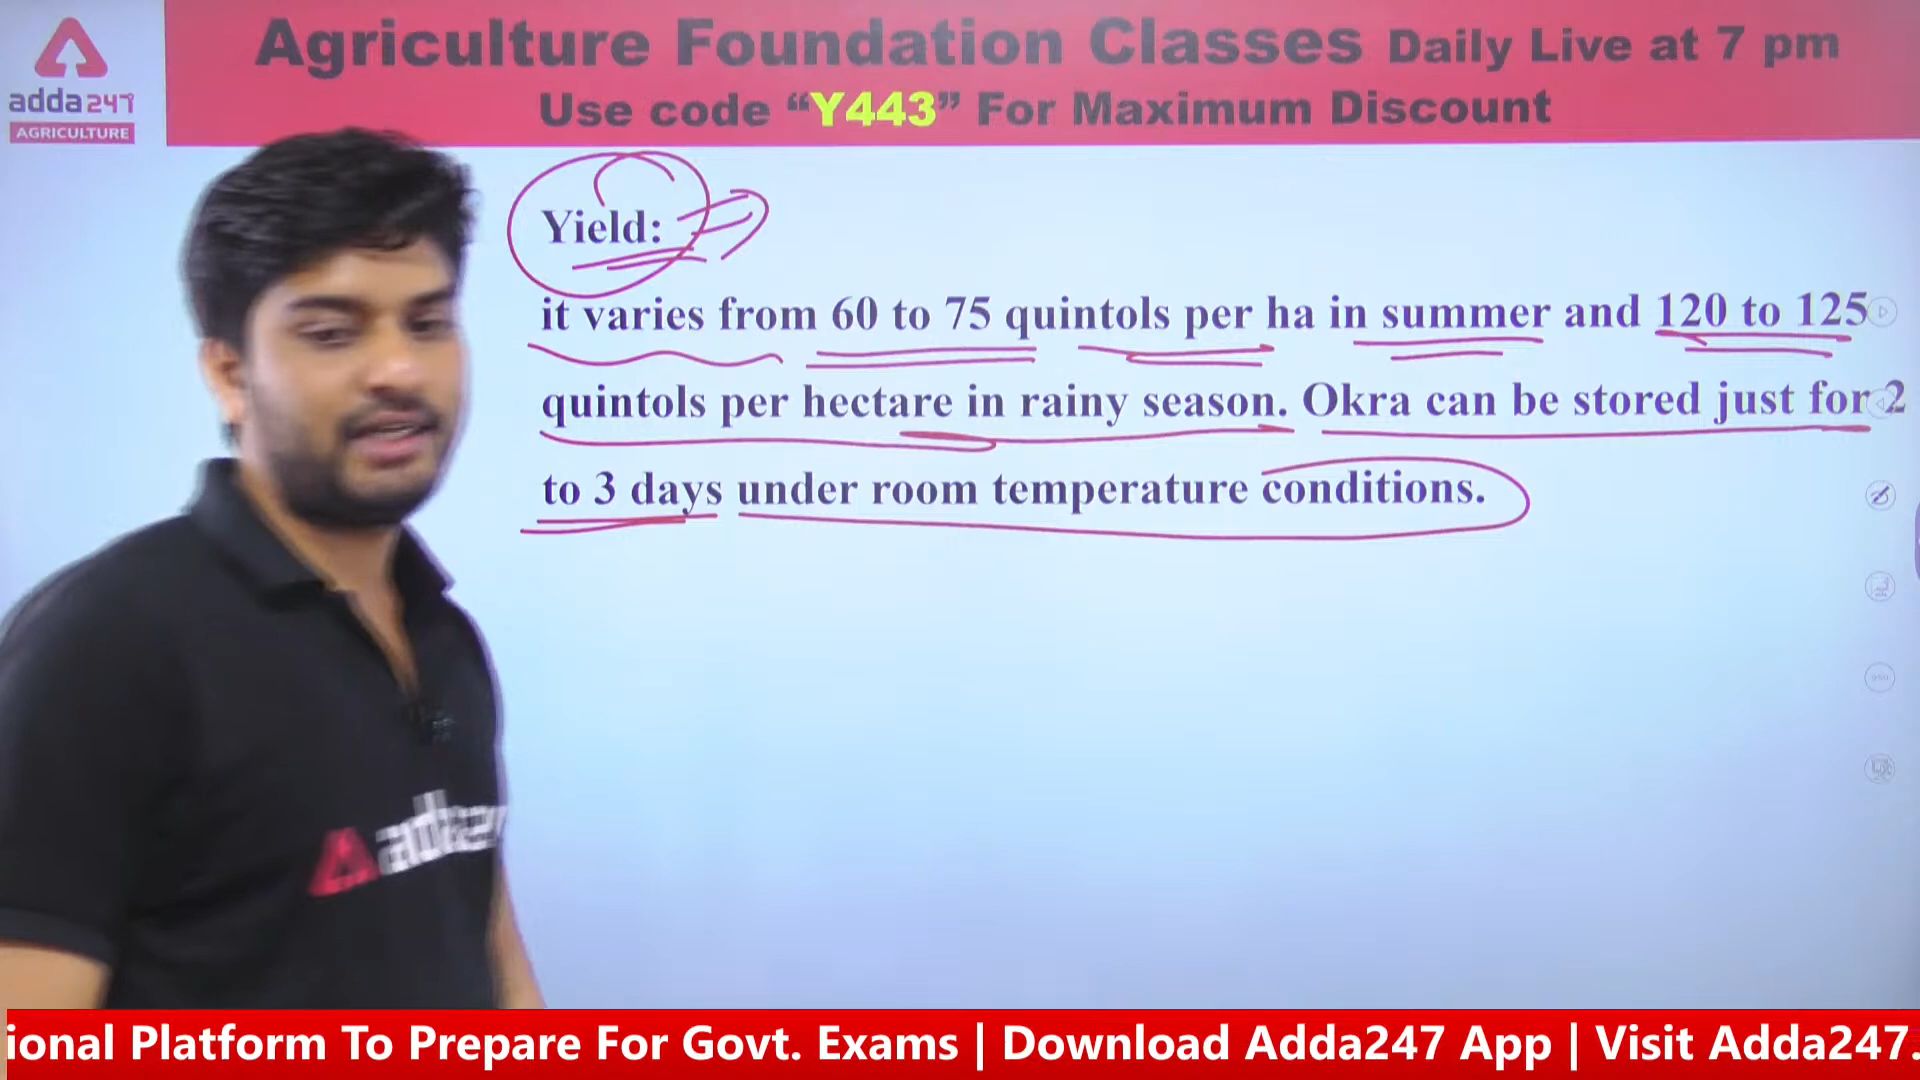 Agriculture Foundation Classes Daily Live at 7 pm
Use code “Y443” For Maximum Discount
adda247
AGRICULTURE
Yield:
it varies from 60 to 75 quintols per ha in summer and 120 to 125
quintols per hectare in rainy season. Okra can be stored just for 2
to 3 days under room temperature conditions.
ional Platform To Prepare For Govt. Exams | Download Adda247 App | Visit Adda247.